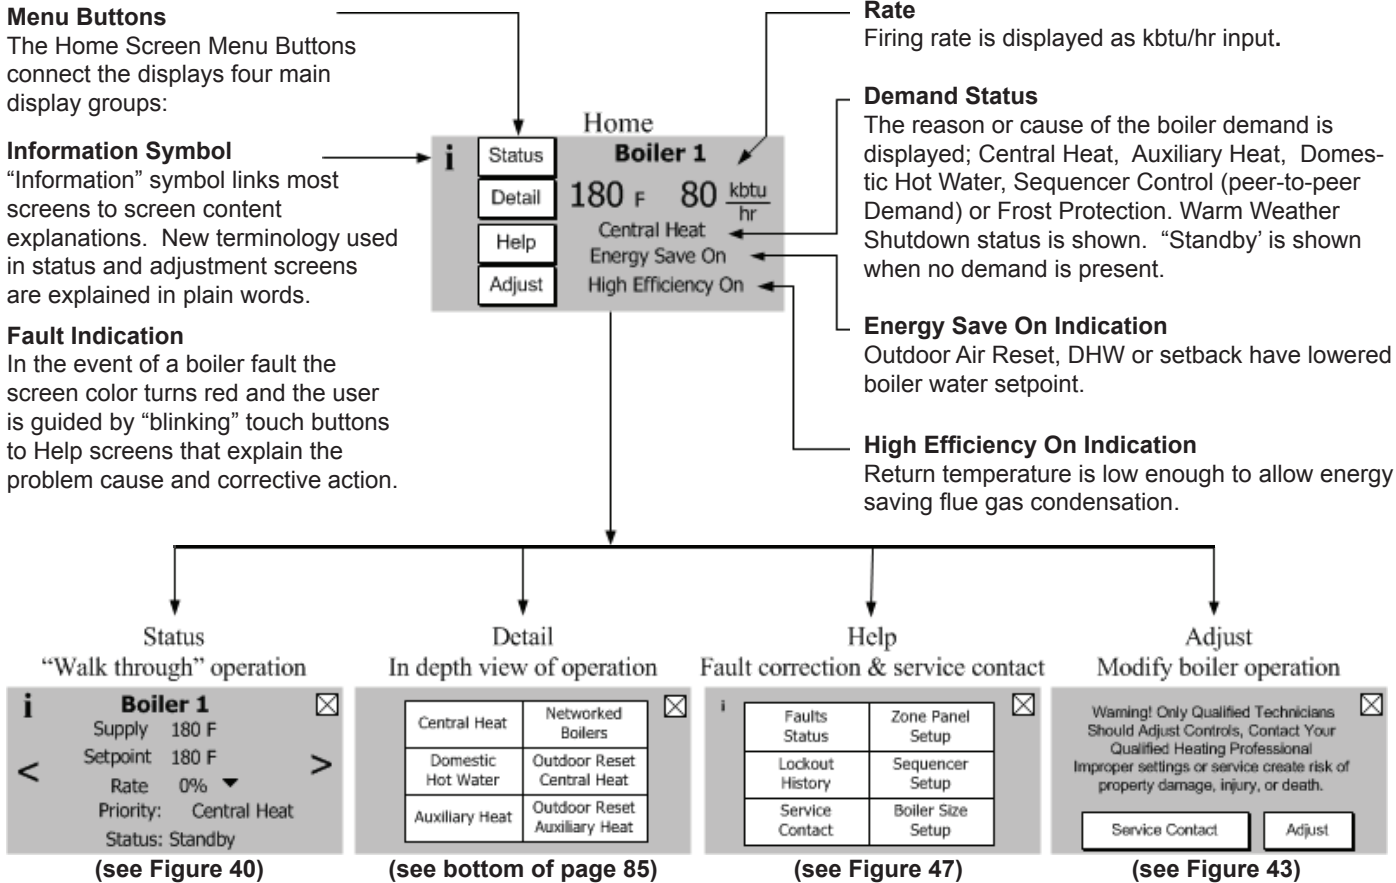 Menu Buttons
The Home Screen Menu Buttons
connect the displays four main
display groups:
Information Symbol
“Information” symbol links most
screens to screen content
explanations.  New terminology used
in status and adjustment screens
are explained in plain words.
Fault Indication
In the event of a boiler fault the
screen color turns red and the user
is guided by “blinking” touch buttons
to Help screens that explain the
problem cause and corrective action.
Home
i
Status
Detail
Help
Adjust
Boiler 1
180 F 80 kbtu
hr
Central Heat
Energy Save On
High Efficiency On
Rate
Firing rate is displayed as kbtu/hr input.
Demand Status
The reason or cause of the boiler demand is
displayed; Central Heat,  Auxiliary Heat,  Domes-
tic Hot Water, Sequencer Control (peer-to-peer
Demand) or Frost Protection. Warm Weather
Shutdown status is shown.  “Standby’ is shown
when no demand is present.
Energy Save On Indication
Outdoor Air Reset, DHW or setback have lowered
boiler water setpoint.
High Efficiency On Indication
Return temperature is low enough to allow energy
saving flue gas condensation.
Status
“Walk through” operation
i
Boiler 1
Supply 180 F
Setpoint 180 F
< >
Rate 0%
Priority: Central Heat
Status: Standby
(see Figure 40)
Detail
In depth view of operation
Central Heat
Networked
Boilers
Domestic
Hot Water
Outdoor Reset
Central Heat
Auxiliary Heat
Outdoor Reset
Auxiliary Heat
(see bottom of page 85)
Help
Fault correction & service contact
i
Faults
Status
Zone Panel
Setup
Lockout
History
Sequencer
Setup
Service
Contact
Boiler Size
Setup
(see Figure 47)
Adjust
Modify boiler operation
Warning! Only Qualified Technicians
Should Adjust Controls, Contact Your
Qualified Heating Professional
Improper settings or service create risk of
property damage, injury, or death.
Service Contact
Adjust
(see Figure 43)